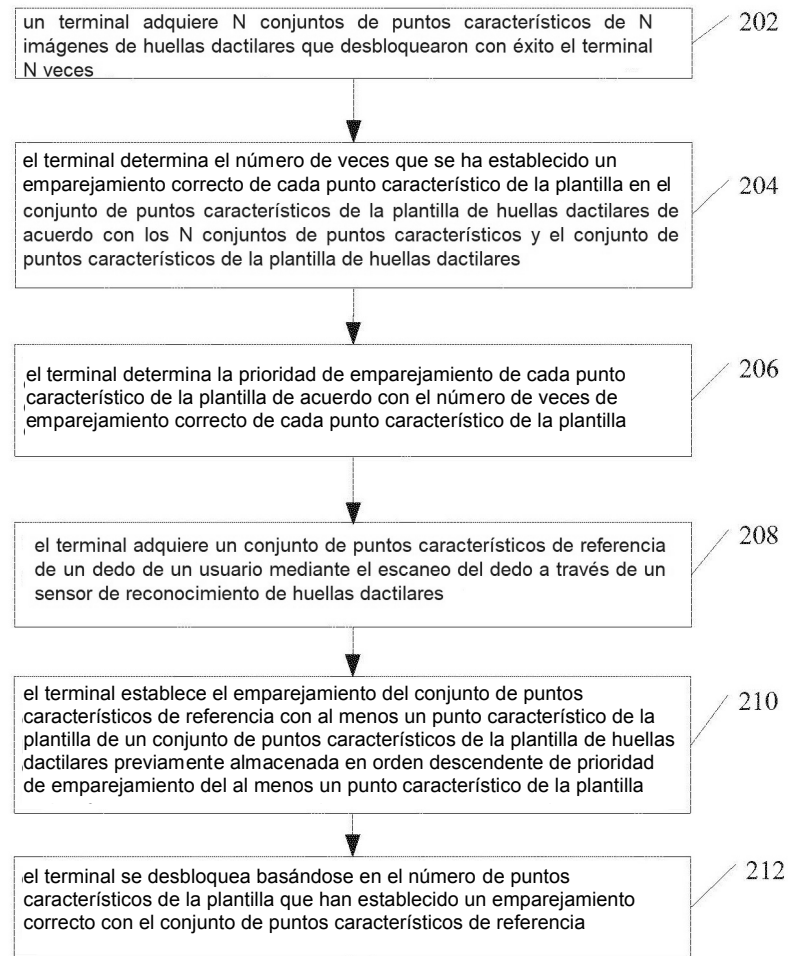 un terminal adquiere N conjuntos de puntos característicos de N
imágenes de huellas dactilares que desbloquearon con éxito el terminal
N veces
202
el terminal determina el número de veces que se ha establecido un
emparejamiento correcto de cada punto característico de la plantilla en el
conjunto de puntos característicos de la plantilla de huellas dactilares de
acuerdo con los N conjuntos de puntos característicos y el conjunto de
puntos característicos de la plantilla de huellas dactilares
204
el terminal determina la prioridad de emparejamiento de cada punto
característico de la plantilla de acuerdo con el número de veces de
emparejamiento correcto de cada punto característico de la plantilla
206
el terminal adquiere un conjunto de puntos característicos de referencia
de un dedo de un usuario mediante el escaneo del dedo a través de un
sensor de reconocimiento de huellas dactilares
208
el terminal establece el emparejamiento del conjunto de puntos
característicos de referencia con al menos un punto característico de la
plantilla de un conjunto de puntos característicos de la plantilla de huellas
dactilares previamente almacenada en orden descendente de prioridad
de emparejamiento del al menos un punto característico de la plantilla
210
el terminal se desbloquea basándose en el número de puntos
característicos de la plantilla que han establecido un emparejamiento
correcto con el conjunto de puntos característicos de referencia
212